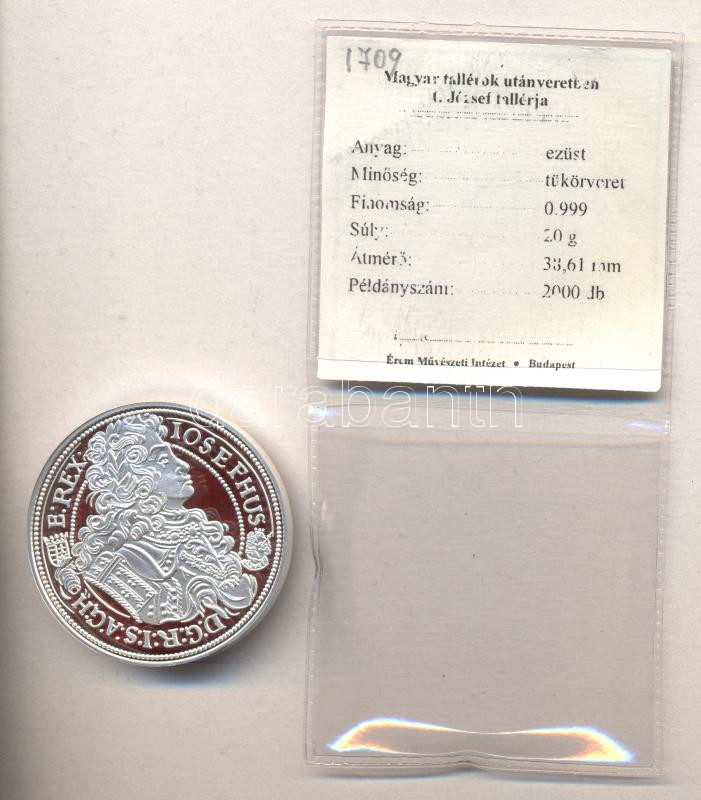 1709
Magyar tallérok utánveretben
I. József tallérja
Anyag: ezüst
Minőség: tükörveret
Finomság: 0.999
Súly: 20 g
Átmérő: 38,61 mm
Példányszám: 2000 db
Érem Művészeti Intézet • Budapest
darabanth
IOSEPHUS
D:G:R:I:S:A:G:H
E:REX: